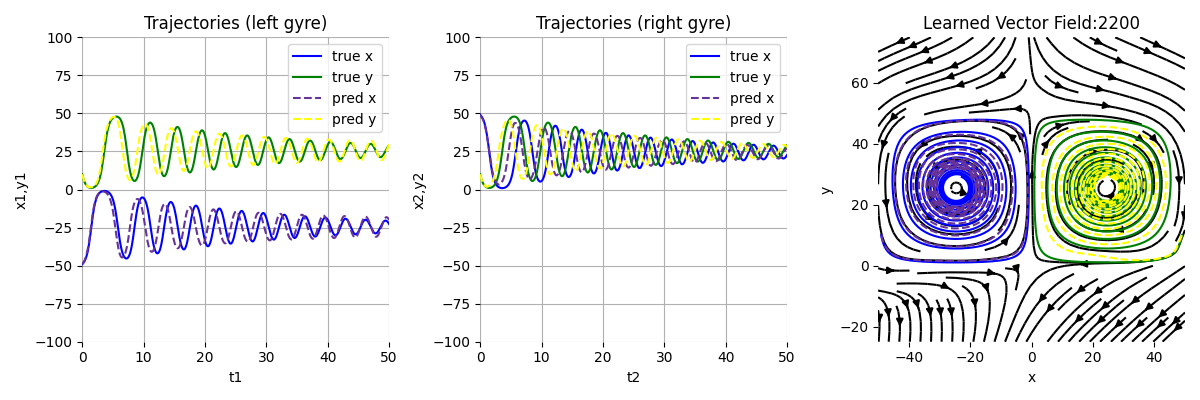 Trajectories (left gyre)
x1,y1
100
75
50
25
0
−25
−50
−75
−100
0 10 20 30 40 50
t1
true x
true y
pred x
pred y
Trajectories (right gyre)
x2,y2
100
75
50
25
0
−25
−50
−75
−100
0 10 20 30 40 50
t2
true x
true y
pred x
pred y
Learned Vector Field:2200
y
60
40
20
0
−20
−40 −20 0 20 40
x